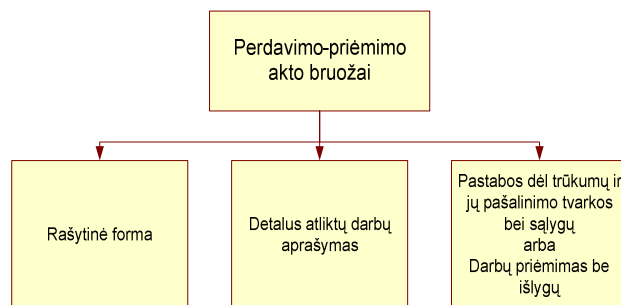 Perdavimo-priėmimo
akto bruožai
Rašytinė forma
Detalus atliktų darbų
aprašymas
Pastabos dėl trūkumų ir
jų pašalinimo tvarkos
bei sąlygų
arba
Darbų priėmimas be
išlygų